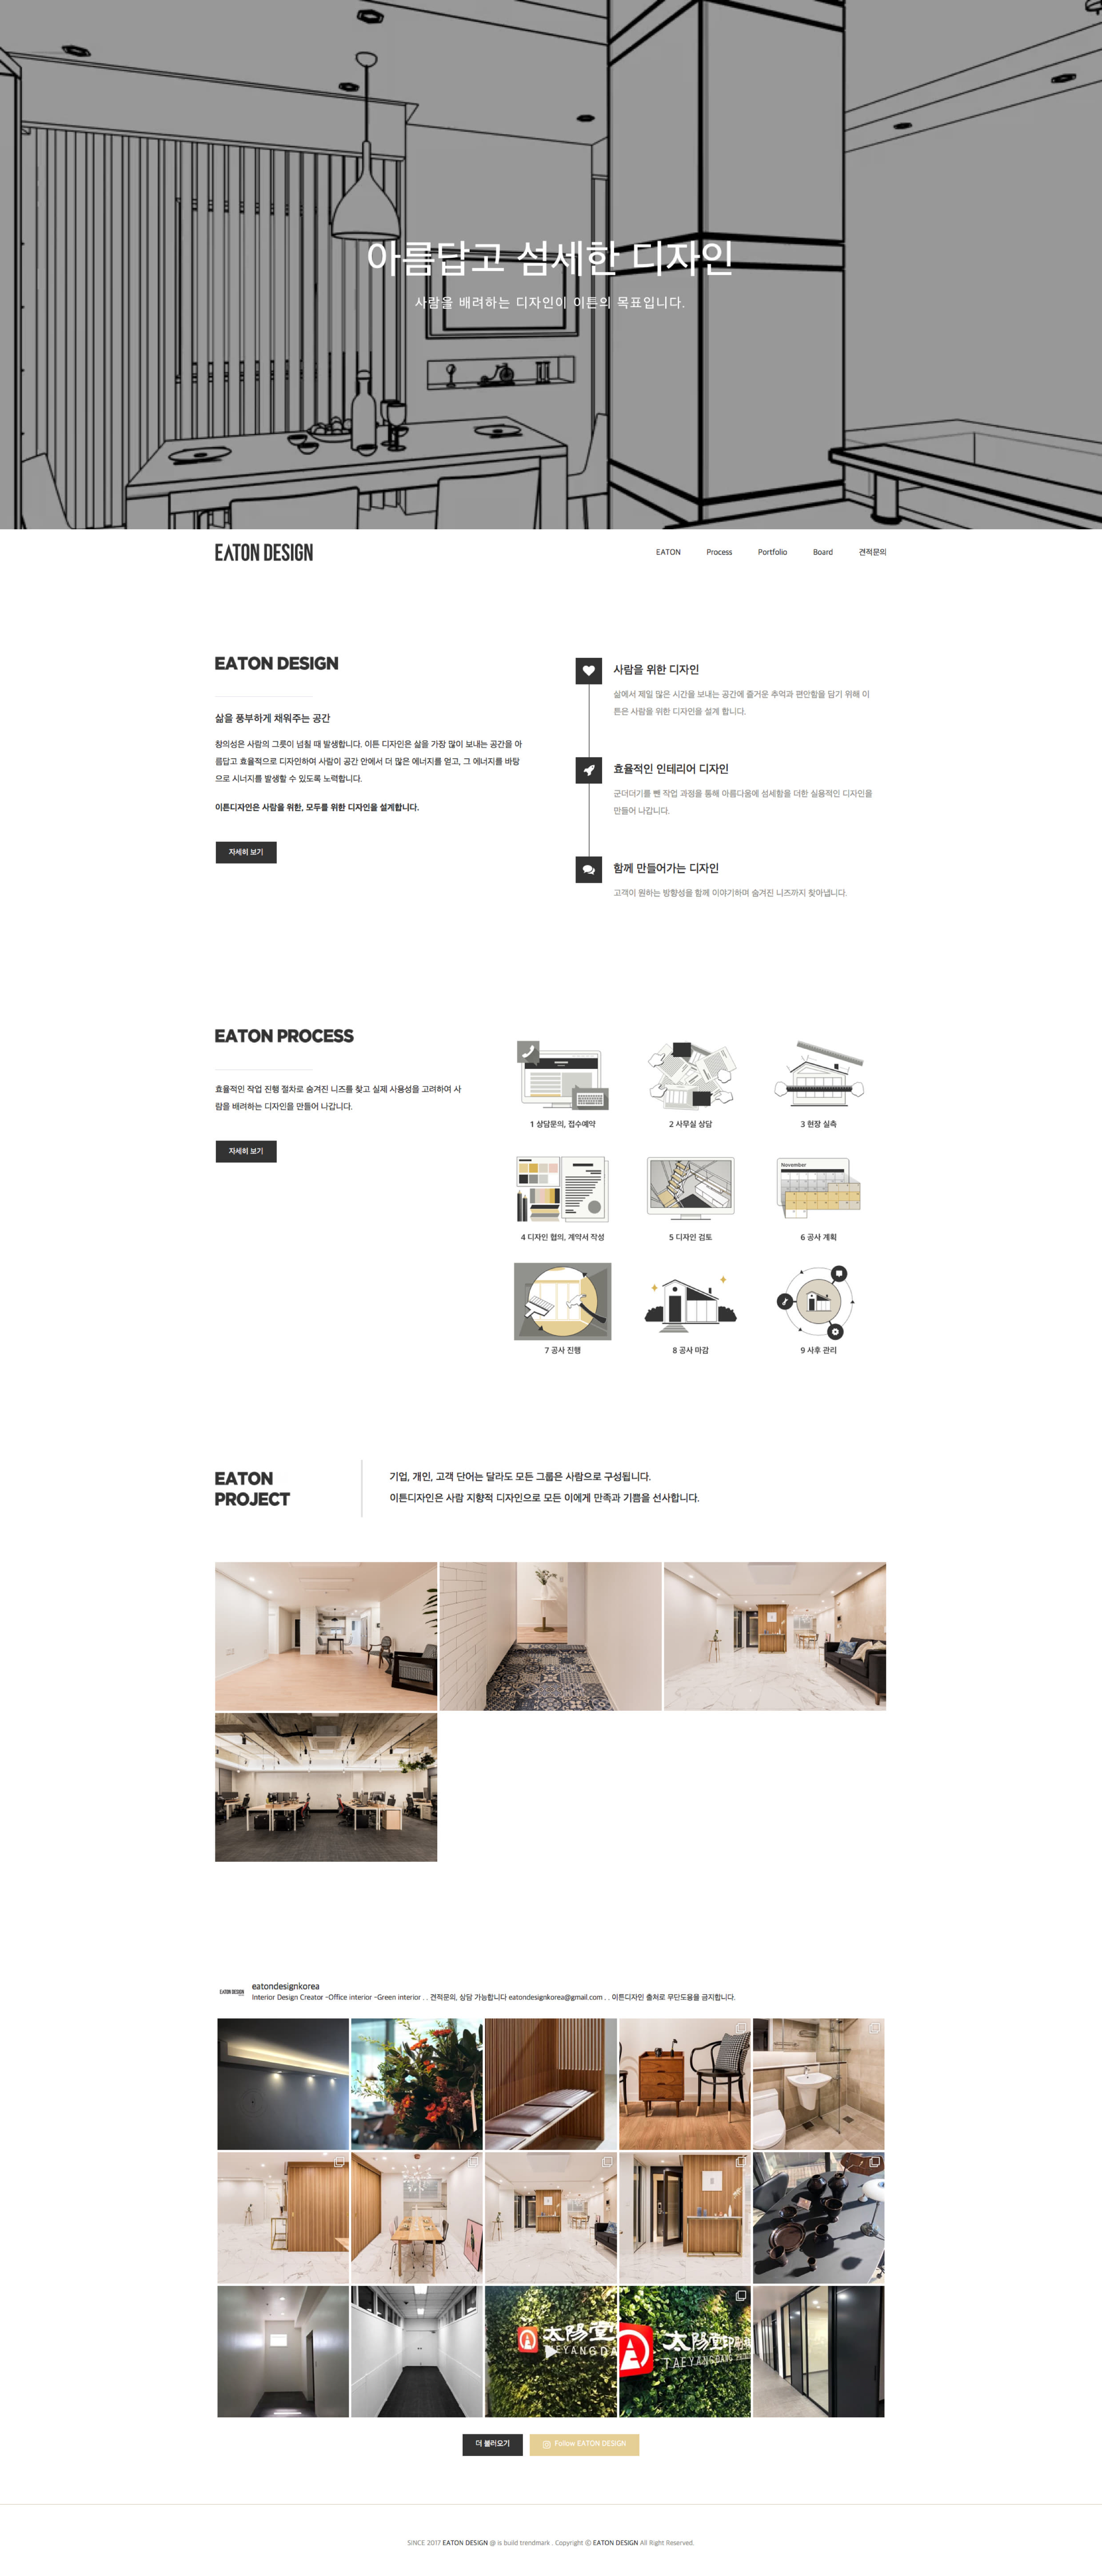 아름답고 섬세한 디자인
사람을 배려하는 디자인이 이튼의 목표입니다.
EATON DESIGN
EATON
Process
Portfolio
Board
견적문의
EATON DESIGN
삶을 풍부하게 채워주는 공간
창의성은 사람의 그릇이 넘칠 때 발생합니다. 이튼 디자인은 삶을 가장 많이 보내는 공간을 아
름답고 효율적으로 디자인하여 사람이 공간 안에서 더 많은 에너지를 얻고, 그 에너지를 바탕
으로 시너지를 발생할 수 있도록 노력합니다.
이튼디자인은 사람을 위한, 모두를 위한 디자인을 설계합니다.
자세히 보기
사람을 위한 디자인
삶에서 제일 많은 시간을 보내는 공간에 즐거운 추억과 편안함을 담기 위해 이
튼은 사람을 위한 디자인을 설계 합니다.
효율적인 인테리어 디자인
군더더기를 뺀 작업 과정을 통해 아름다움에 섬세함을 더한 실용적인 디자인을
만들어 나갑니다.
함께 만들어가는 디자인
고객이 원하는 방향성을 함께 이야기하며 숨겨진 니즈까지 찾아냅니다.
EATON PROCESS
효율적인 작업 진행 절차로 숨겨진 니즈를 찾고 실제 사용성을 고려하여 사
람을 배려하는 디자인을 만들어 나갑니다.
자세히 보기
1 상담문의, 접수예약
2 사무실 상담
3 현장 실측
November
4 디자인 협의, 계약서 작성
5 디자인 검토
6 공사 계획
7 공사 진행
8 공사 마감
9 사후 관리
EATON
PROJECT
기업, 개인, 고객 단어는 달라도 모든 그룹은 사람으로 구성됩니다.
이튼디자인은 사람 지향적 디자인으로 모든 이에게 만족과 기쁨을 선사합니다.
EATON DESIGN
eatondesignkorea
Interior Design Creator -Office interior -Green interior . . 견적문의, 상담 가능합니다 eatondesignkorea@gmail.com . . 이튼디자인 출처로 무단도용을 금지합니다.
太陽堂
太陽堂
더 불러오기
Follow EATON DESIGN
SINCE 2017 EATON DESIGN @ is build trendmark . Copyright ⓒ EATON DESIGN All Right Reserved.